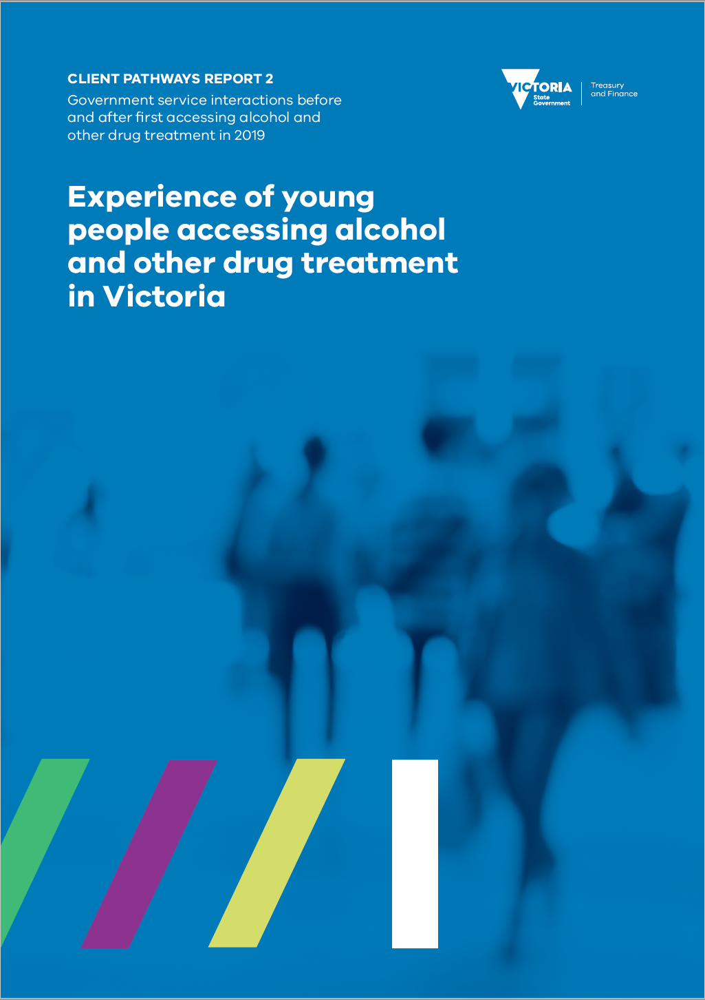 CLIENT PATHWAYS REPORT 2
Government service interactions before
and after first accessing alcohol and
other drug treatment in 2019
VICTORIA
State
Government
Treasury
and Finance
Experience of young
people accessing alcohol
and other drug treatment
in Victoria